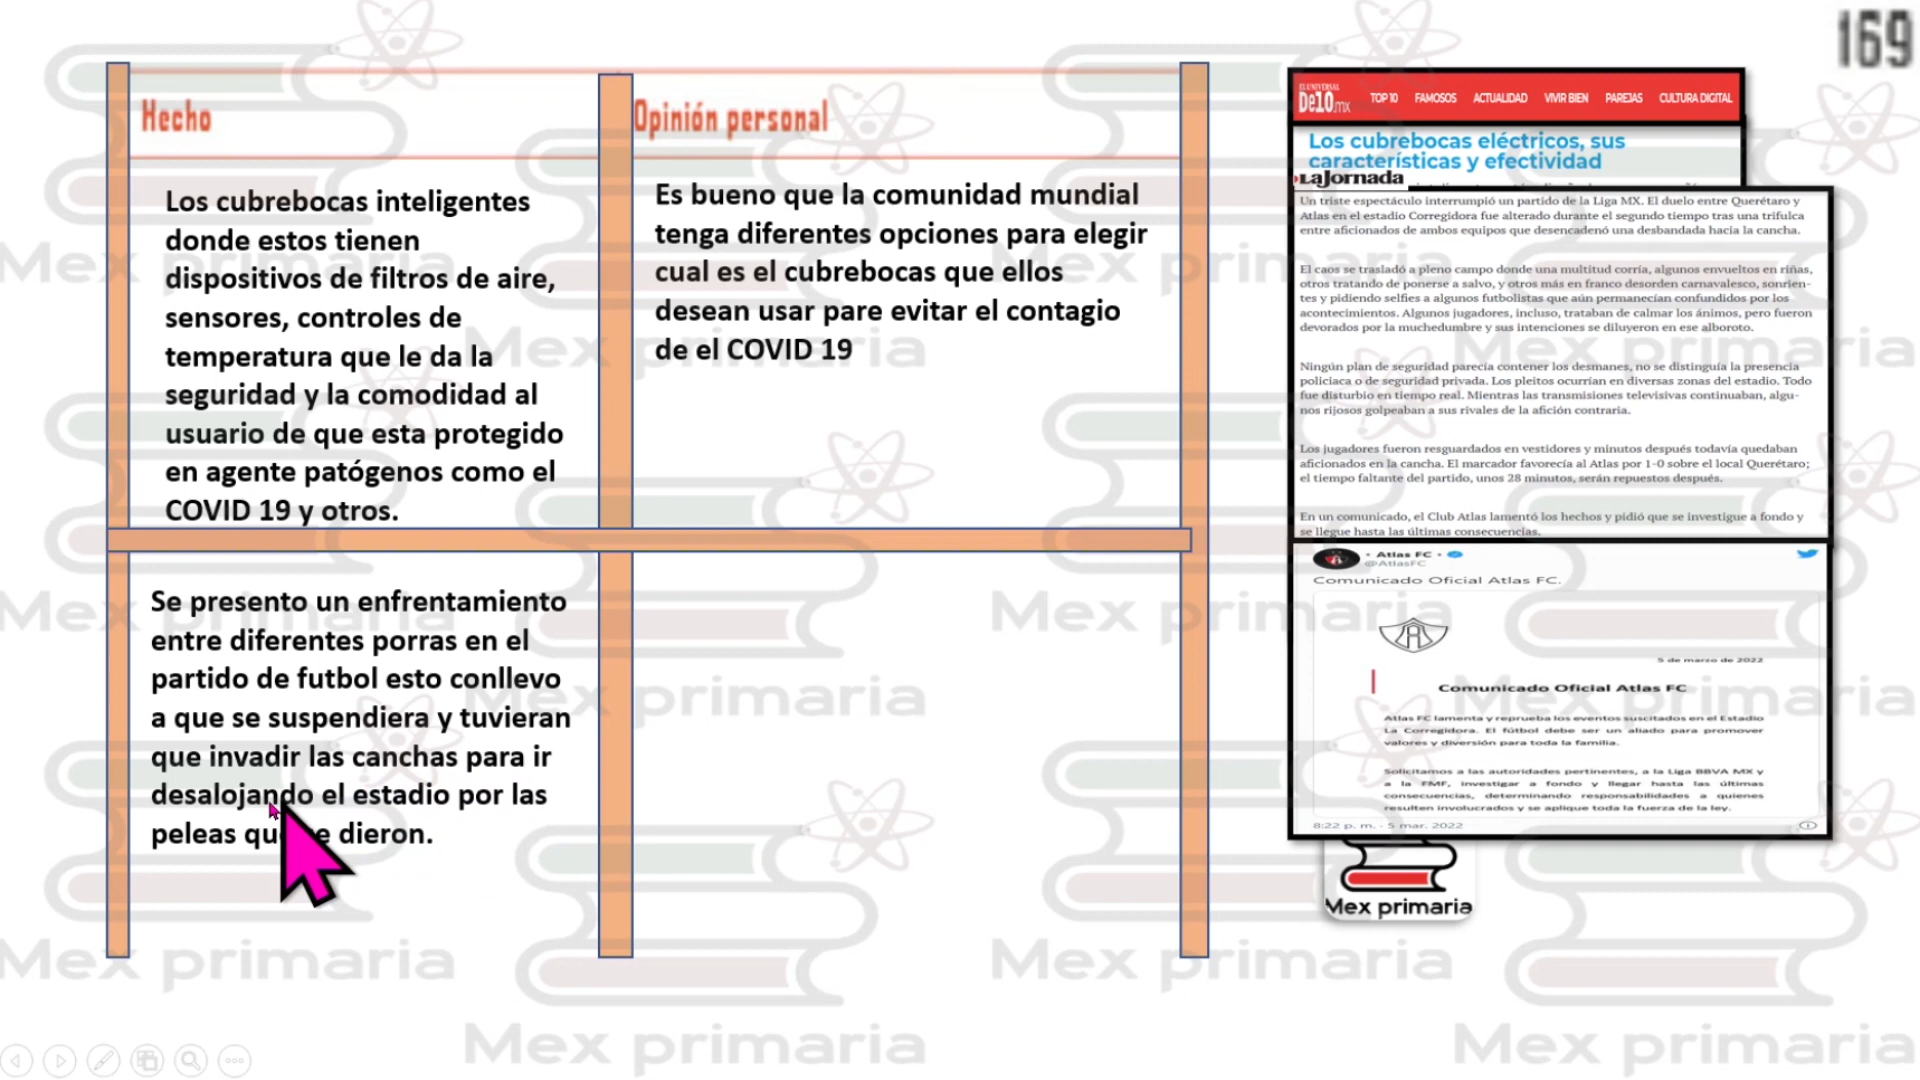 169
Hecho
Opinión personal
Los cubrebocas inteligentes
donde estos tienen
dispositivos de filtros de aire,
sensores, controles de
temperatura que le da la
seguridad y la comodidad al
usuario de que esta protegido
en agente patógenos como el
COVID 19 y otros.
Es bueno que la comunidad mundial
tenga diferentes opciones para elegir
cual es el cubrebocas que ellos
desean usar pare evitar el contagio
de el COVID 19
Se presento un enfrentamiento
entre diferentes porras en el
partido de futbol esto conllevo
a que se suspendiera y tuvieran
que invadir las canchas para ir
desalojando el estadio por las
peleas qu e dieron.
EL UNIVERSAL
De10.mx
TOP 10 FAMOSOS ACTUALIDAD VIVIR BIEN PAREJAS CULTURA DIGITAL
Los cubrebocas eléctricos, sus
características y efectividad
LaJornada
Un triste espectáculo interrumpió un partido de la Liga MX. El duelo entre Querétaro y
Atlas en el estadio Corregidora fue alterado durante el segundo tiempo tras una trifulca
entre aficionados de ambos equipos que desencadenó una desbandada hacia la cancha.
El caos se trasladó a pleno campo donde una multitud corría, algunos envueltos en riñas,
otros tratando de ponerse a salvo, y otros más en franco desorden carnavalesco, sonrien-
tes y pidiendo selfies a algunos futbolistas que aún permanecían confundidos por los
acontecimientos. Algunos jugadores, incluso, trataban de calmar los ánimos, pero fueron
devorados por la muchedumbre y sus intenciones se diluyeron en ese alboroto.
Ningún plan de seguridad parecía contener los desmanes, no se distinguía la presencia
policiaca o de seguridad privada. Los pleitos ocurrían en diversas zonas del estadio. Todo
fue disturbio en tiempo real. Mientras las transmisiones televisivas continuaban, algu-
nos rijosos golpeaban a sus rivales de la afición contraria.
Los jugadores fueron resguardados en vestidores y minutos después todavía quedaban
aficionados en la cancha. El marcador favorecía al Atlas por 1-0 sobre el local Querétaro;
el tiempo faltante del partido, unos 28 minutos, serán repuestos después.
En un comunicado, el Club Atlas lamentó los hechos y pidió que se investigue a fondo y
se llegue hasta las últimas consecuencias.
Atlas FC
@AtlasFC
Comunicado Oficial Atlas FC.
5 de marzo de 2022
Comunicado Oficial Atlas FC
Atlas FC lamenta y reprueba los eventos suscitados en el Estadio
La Corregidora. El fútbol debe ser un aliado para promover
valores y diversión para toda la familia.
Solicitamos a las autoridades pertinentes, a la Liga BBVA MX y
a la FMF, investigar a fondo y llegar hasta las últimas
consecuencias, determinando responsabilidades a quienes
resulten involucrados y se aplique toda la fuerza de la ley.
8:22 p. m. · 5 mar. 2022
Mex primaria